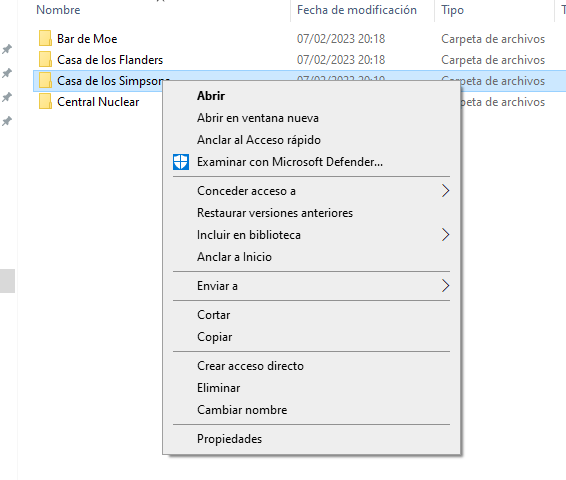 Nombre Fecha de modificación Tipo T
Bar de Moe 07/02/2023 20:18 Carpeta de archivos
Casa de los Flanders 07/02/2023 20:18 Carpeta de archivos
Casa de los Simpsons 07/02/2023 20:19 Carpeta de archivos
Central Nuclear
Abrir
Abrir en ventana nueva
Anclar al Acceso rápido
Examinar con Microsoft Defender...
Conceder acceso a
Restaurar versiones anteriores
Incluir en biblioteca
Anclar a Inicio
Enviar a
Cortar
Copiar
Crear acceso directo
Eliminar
Cambiar nombre
Propiedades